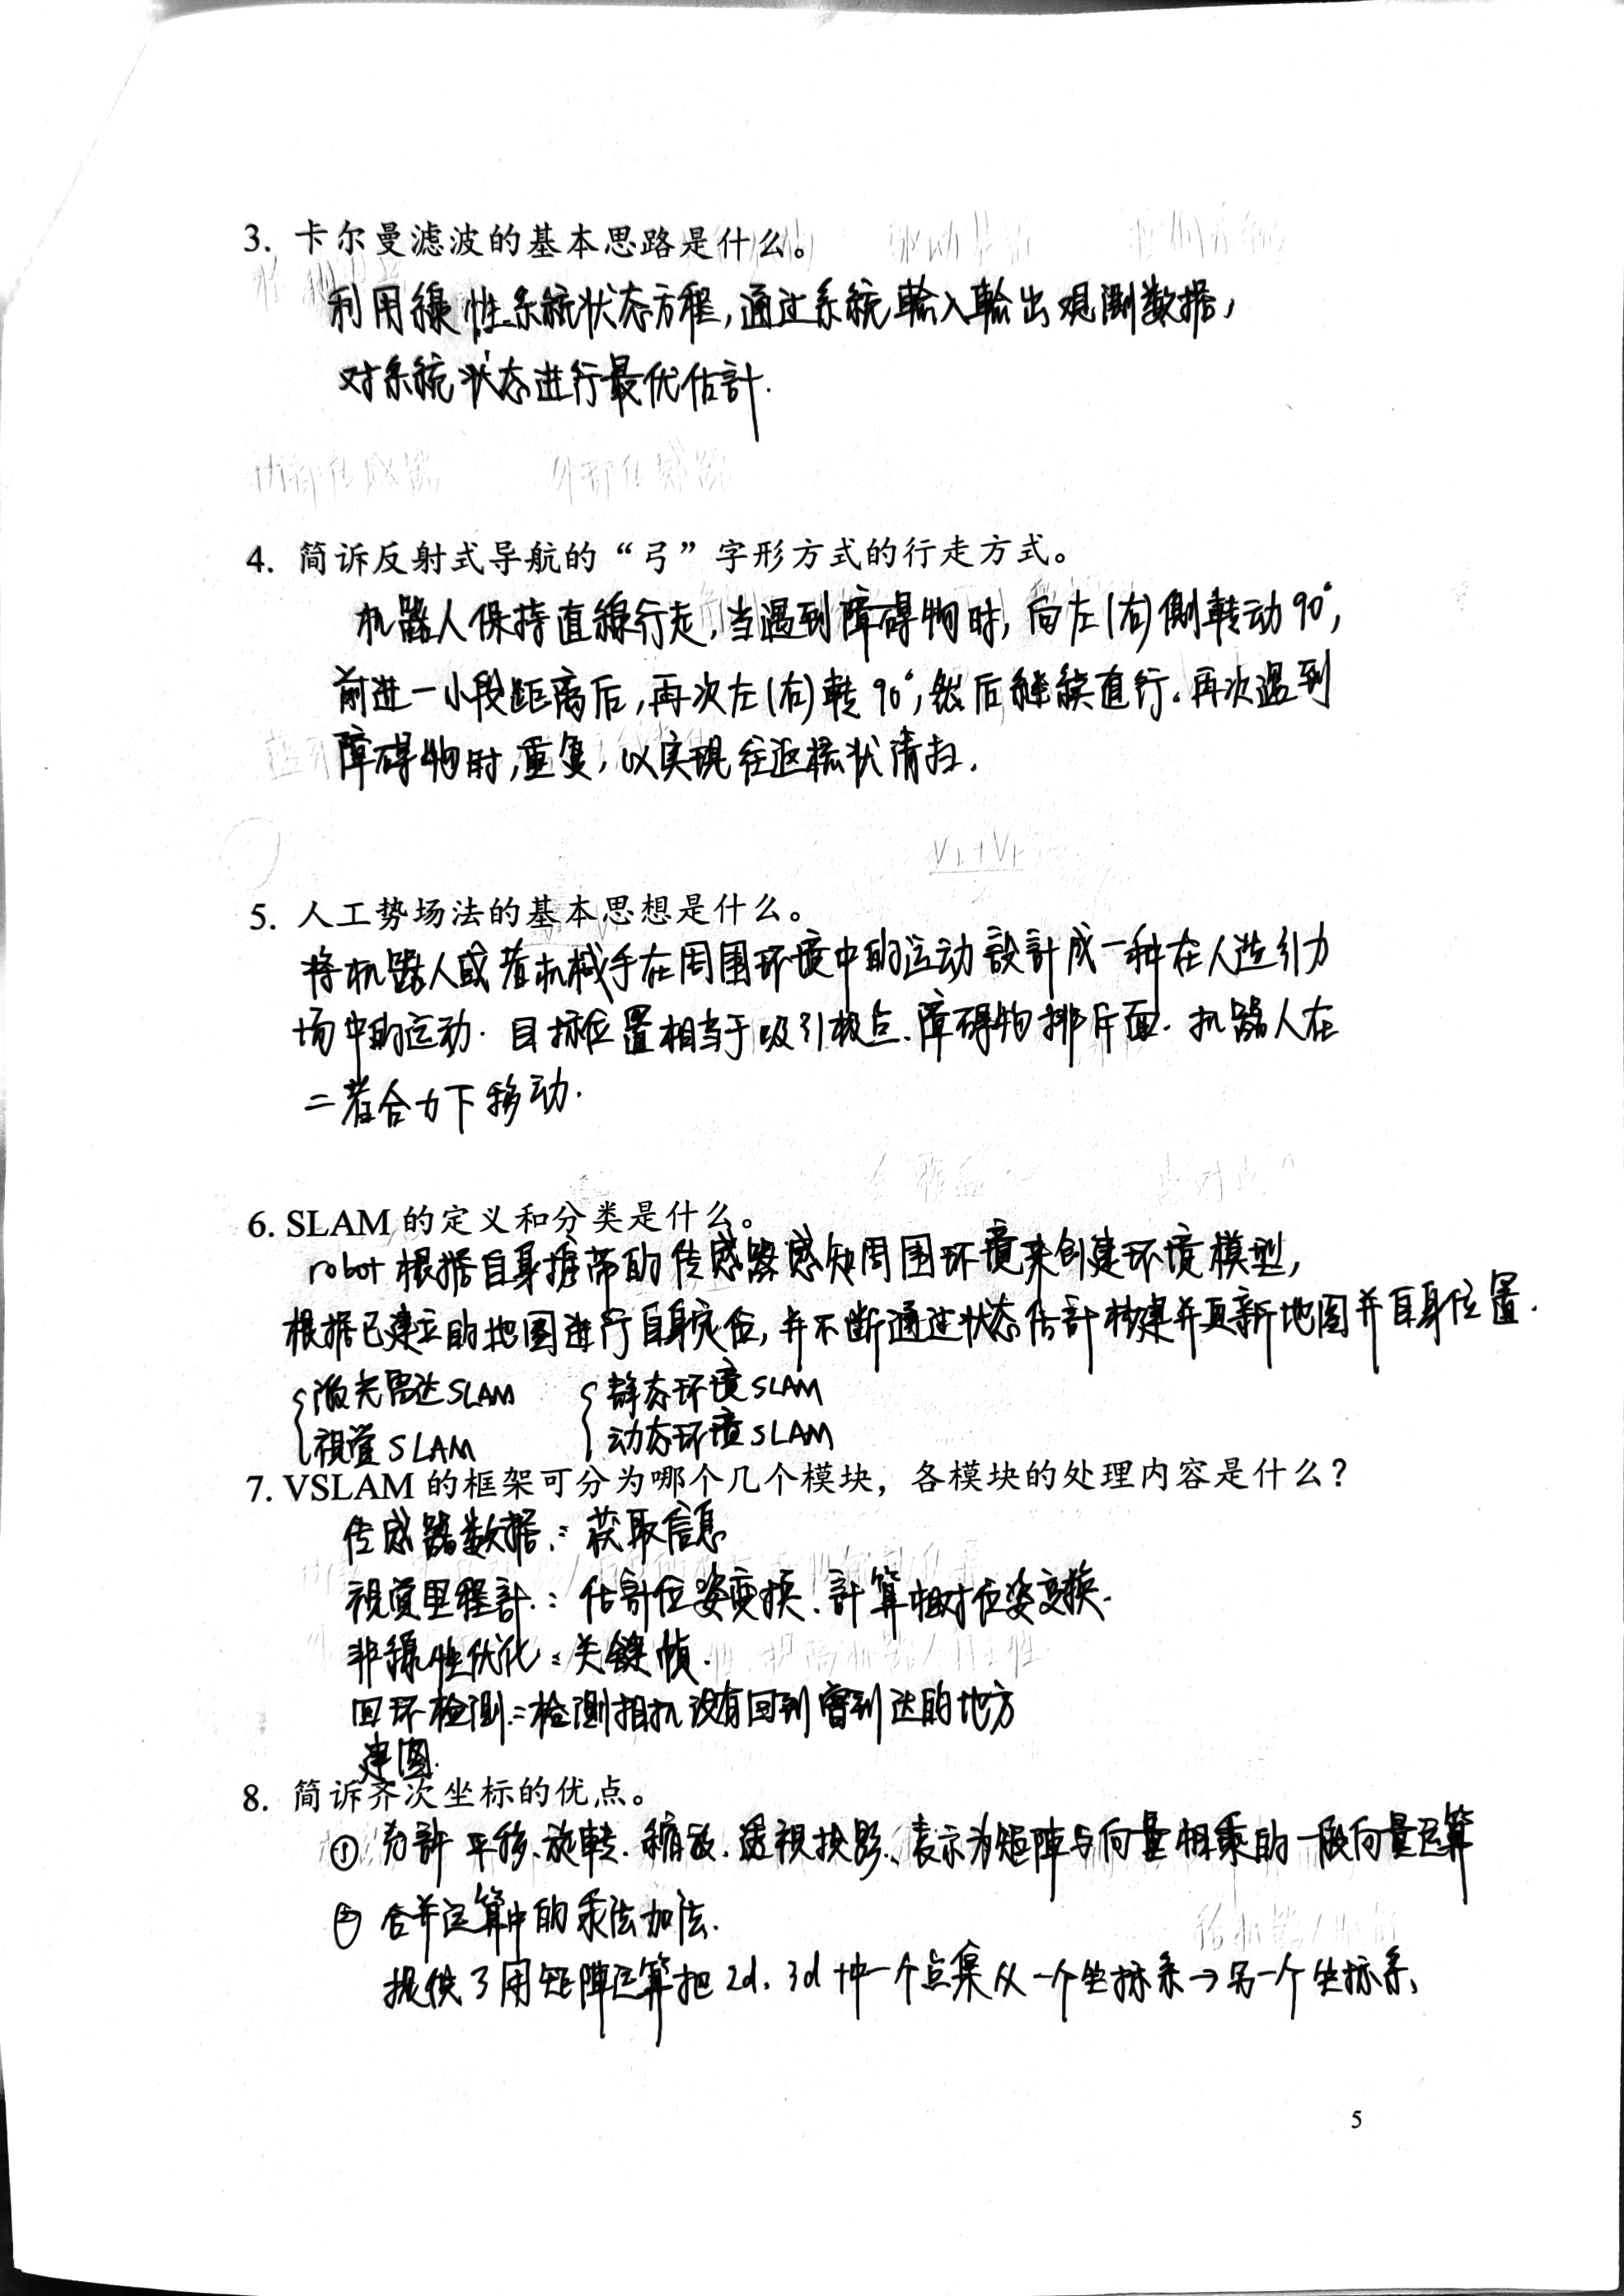 3. 卡尔曼滤波的基本思路是什么。
利用線性系統状态方程，通过系統輸入輸出观測数据，
对系統状态进行最优估計.
4. 简诉反射式导航的“弓”字形方式的行走方式。
机器人保持直線行走，当遇到障碍物时，向左(右)側轉动90°，
前进一小段距离后，再次左(右)轉90°，然后継续直行. 再次遇到
障碍物时，重复，以实现往返梳状清扫.
5. 人工势场法的基本思想是什么。
将机器人或者机械手在周围环境中的运动設計成一种在人造引力
场中的运动. 目标位置相当于吸引极点、障碍物排斥面. 机器人在
二者合力下移动.
6. SLAM 的定义和分类是什么。
robot 根据自身携带的传感器感知周围环境来创建环境模型，
根据已建立的地图进行自身定位，并不断通过状态估計构建并更新地图并自身位置.
激光雷达SLAM 静态环境SLAM
視覚SLAM 动态环境SLAM
7. VSLAM 的框架可分为哪个几个模块，各模块的处理内容是什么？
传感器数据：获取信息
視覚里程計：估計位姿变换、計算相对位姿变换.
非線性优化：关键帧.
回环检測：检測相机没有回到曾到达的地方
建图.
8. 简诉齐次坐标的优点。
① 允許平移、旋轉、縮放、透視投影、表示为矩陣与向量相乘的一般向量运算
② 合并运算中的乘法加法.
提供了用矩陣运算把2d、3d中一个点集从一个坐标系→另一个坐标系、
5